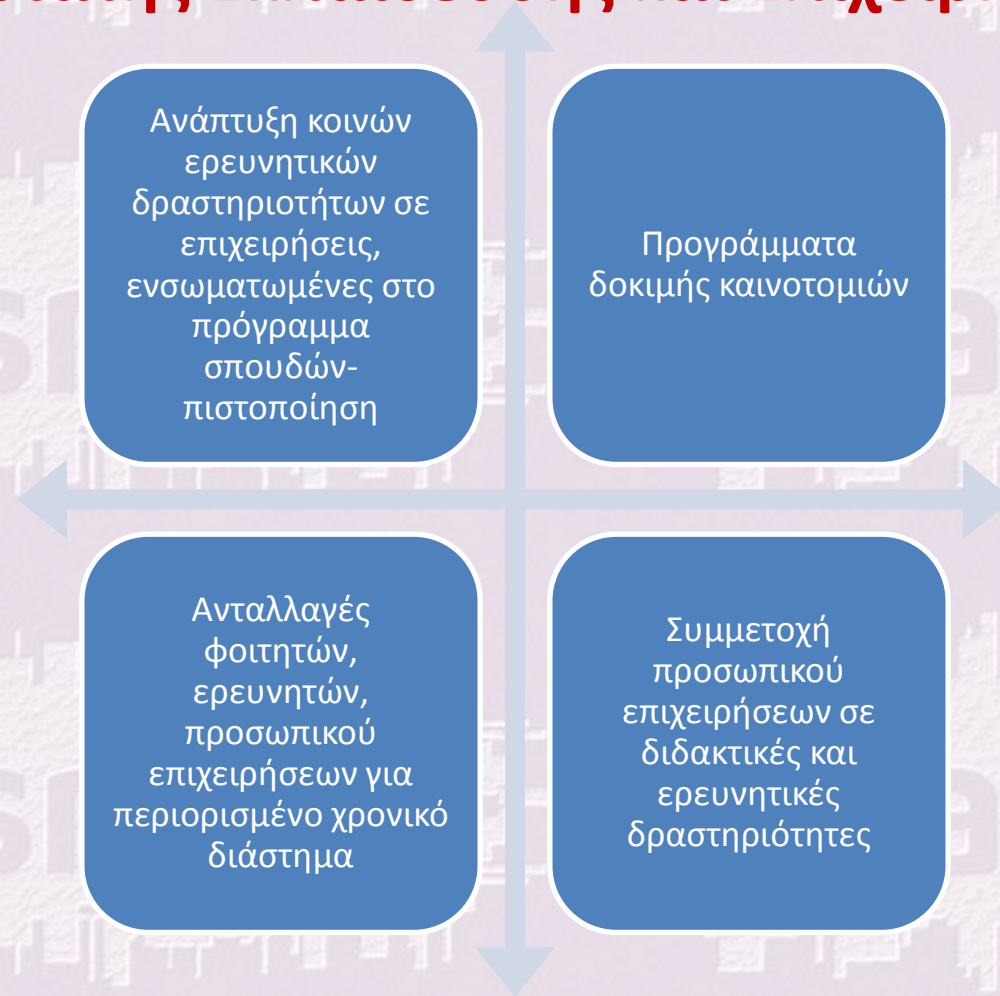 Ανάπτυξη κοινών
ερευνητικών
δραστηριοτήτων σε
επιχειρήσεις,
ενσωματωμένες στο
πρόγραμμα
σπουδών-
πιστοποίηση
Προγράμματα
δοκιμής καινοτομιών
Ανταλλαγές
φοιτητών,
ερευνητών,
προσωπικού
επιχειρήσεων για
περιορισμένο χρονικό
διάστημα
Συμμετοχή
προσωπικού
επιχειρήσεων σε
διδακτικές και
ερευνητικές
δραστηριότητες